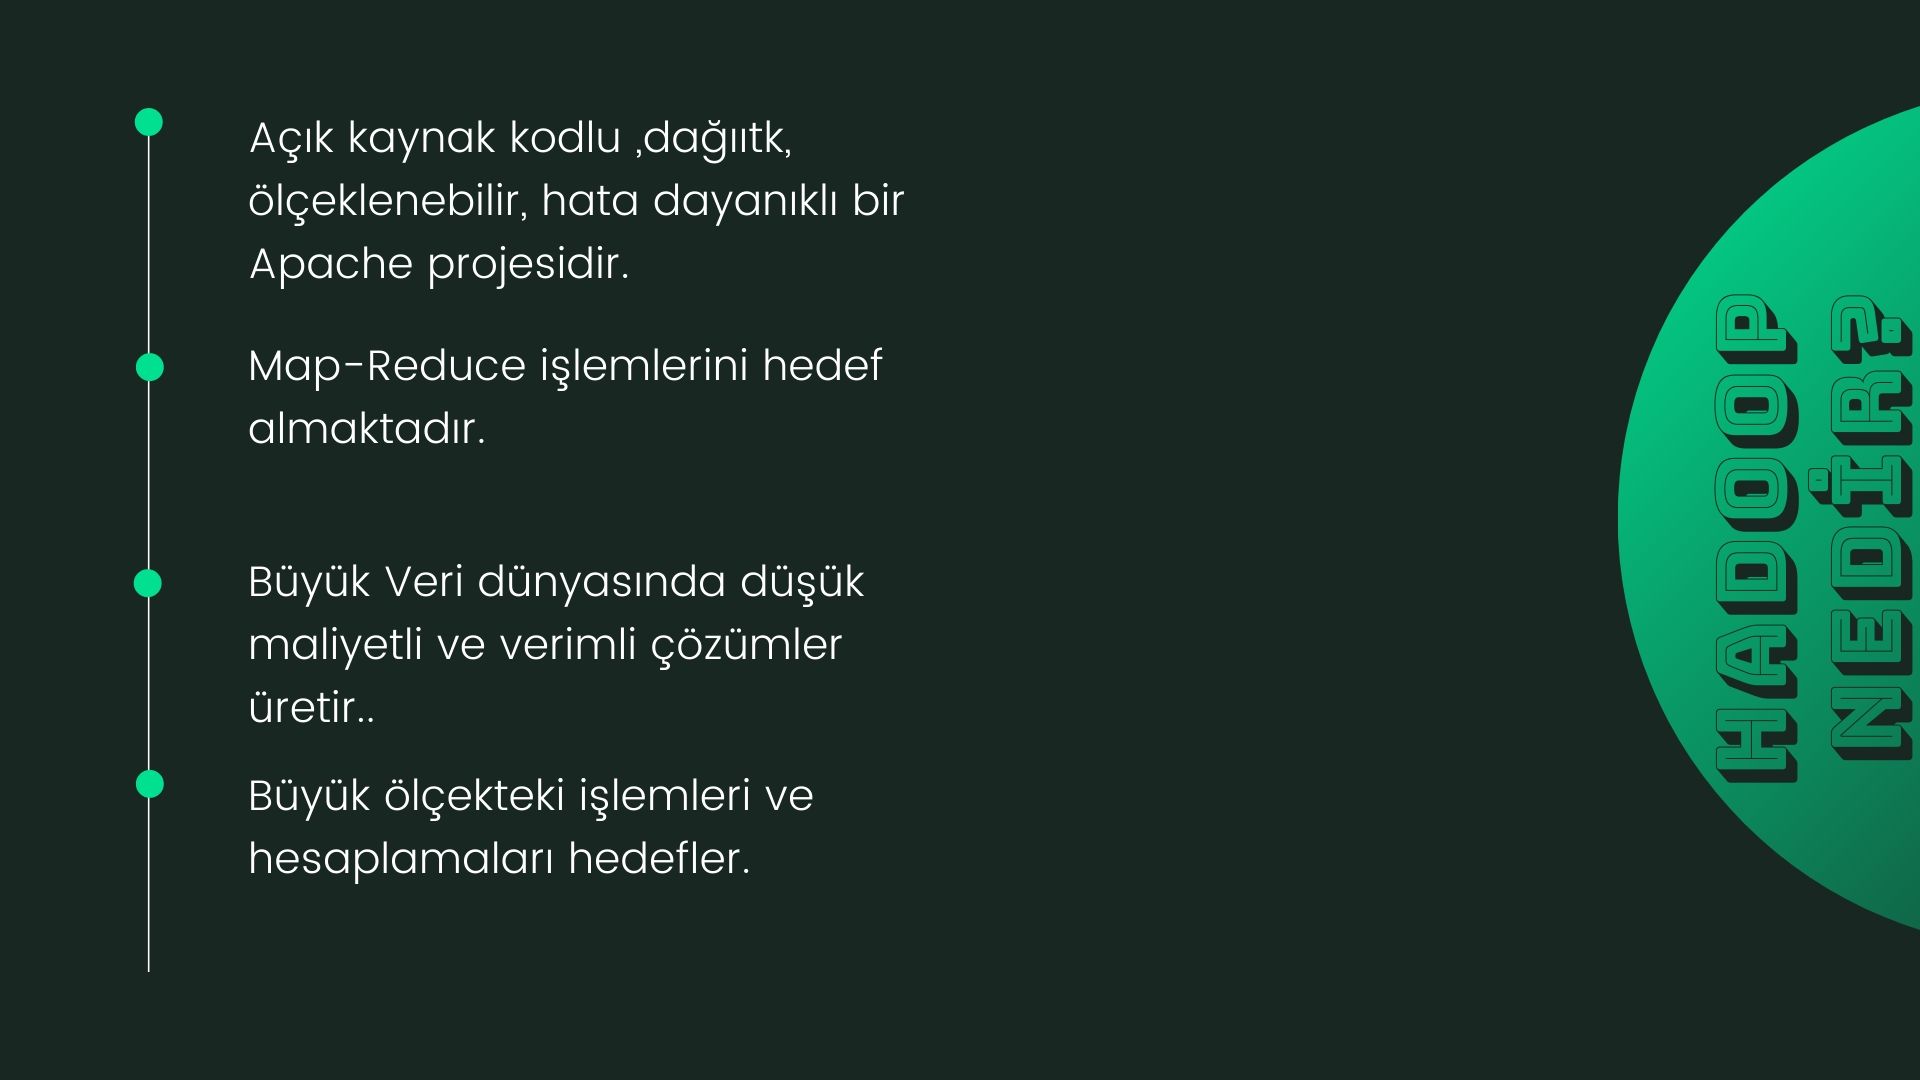 Açık kaynak kodlu ,dağııtk,
ölçeklenebilir, hata dayanıklı bir
Apache projesidir.
Map-Reduce işlemlerini hedef
almaktadır.
Büyük Veri dünyasında düşük
maliyetli ve verimli çözümler
üretir..
Büyük ölçekteki işlemleri ve
hesaplamaları hedefler.
HADOOP
NEDİR?